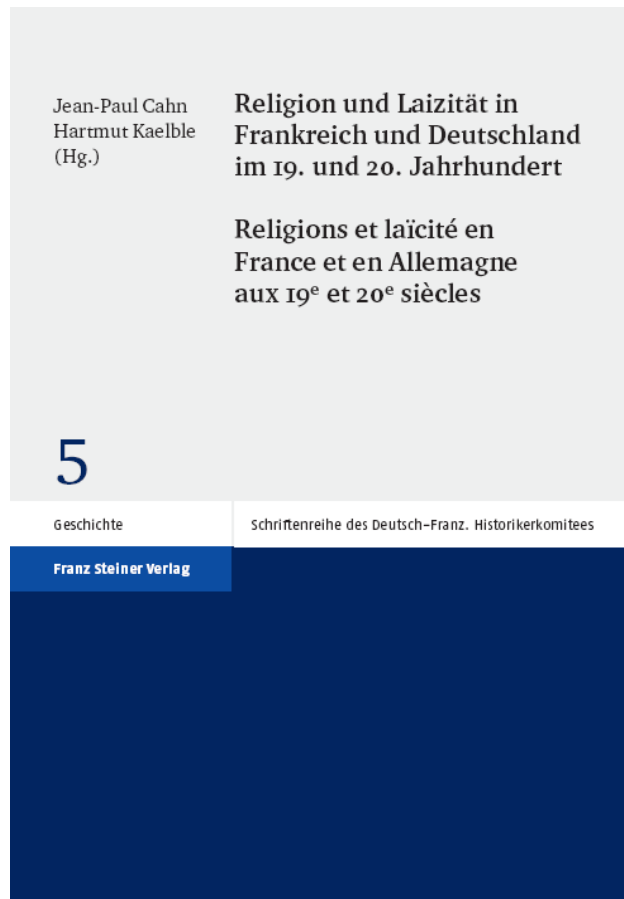 Jean-Paul Cahn
Hartmut Kaelble
(Hg.)
Religion und Laizität in
Frankreich und Deutschland
im 19. und 20. Jahrhundert
Religions et laïcité en
France et en Allemagne
aux 19e et 20e siècles
5
Geschichte
Schriftenreihe des Deutsch-Franz. Historikerkomitees
Franz Steiner Verlag